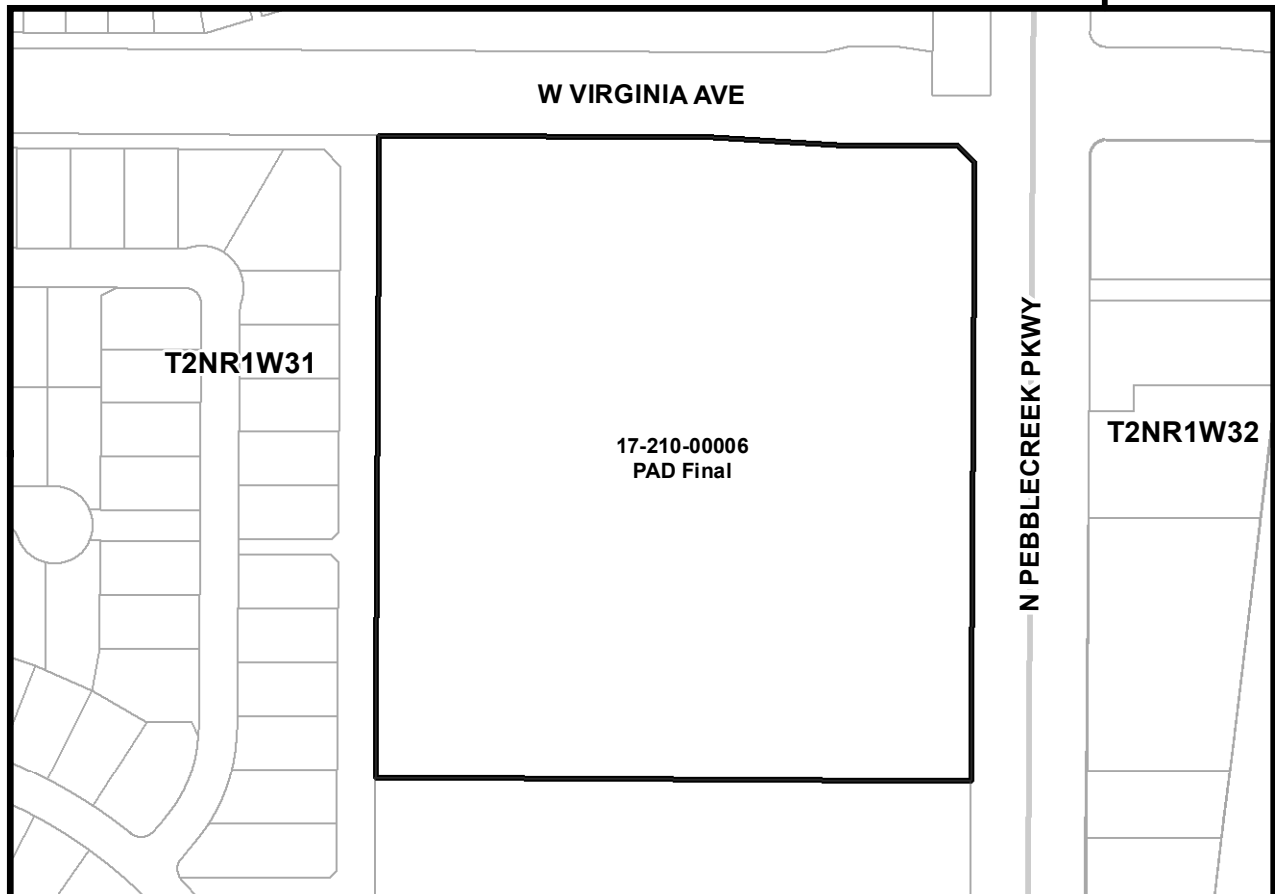 W VIRGINIA AVE
T2NR1W31
N PEBBLECREEK PKWY
T2NR1W32
17-210-00006
PAD Final